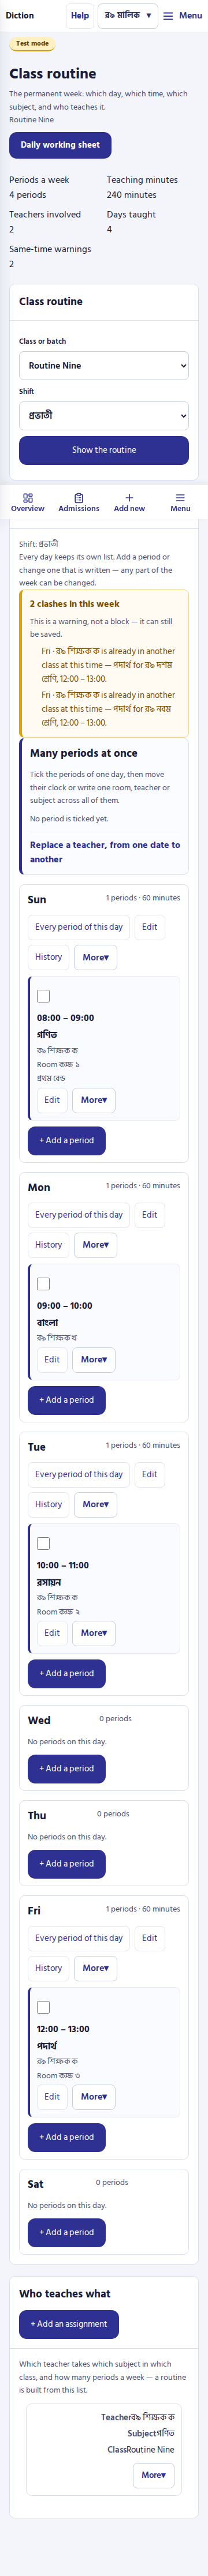 Diction
Help
রঙ মালিক ▾
Menu
Test mode
Class routine
The permanent week: which day, which time, which
subject, and who teaches it.
Routine Nine
Daily working sheet
Periods a week
4 periods
Teaching minutes
240 minutes
Teachers involved
2
Days taught
4
Same-time warnings
2
Class routine
Class or batch
Routine Nine
Shift
প্রভাতী
Show the routine
Overview
Admissions
Add new
Menu
Shift: প্রভাতী
Every day keeps its own list. Add a period or
change one that is written — any part of the
week can be changed.
2 clashes in this week
This is a warning, not a block — it can still
be saved.
Fri · রঙ শিক্ষক ক is already in another
class at this time — পদার্থ for রঙ দশম
শ্রেণি, 12:00 – 13:00.
Fri · রঙ শিক্ষক ক is already in another
class at this time — পদার্থ for রঙ নবম
শ্রেণি, 12:00 – 13:00.
Many periods at once
Tick the periods of one day, then move
their clock or write one room, teacher or
subject across all of them.
No period is ticked yet.
Replace a teacher, from one date to
another
Sun
1 periods · 60 minutes
Every period of this day
Edit
History
More▾
08:00 – 09:00
গণিত
রঙ শিক্ষক ক
Room কক্ষ ১
প্রথম বেল্ড
Edit
More▾
+ Add a period
Mon
1 periods · 60 minutes
Every period of this day
Edit
History
More▾
09:00 – 10:00
বাংলা
রঙ শিক্ষক খ
Edit
More▾
+ Add a period
Tue
1 periods · 60 minutes
Every period of this day
Edit
History
More▾
10:00 – 11:00
রসায়ন
রঙ শিক্ষক ক
Room কক্ষ ২
Edit
More▾
+ Add a period
Wed
0 periods
No periods on this day.
+ Add a period
Thu
0 periods
No periods on this day.
+ Add a period
Fri
1 periods · 60 minutes
Every period of this day
Edit
History
More▾
12:00 – 13:00
পদার্থ
রঙ শিক্ষক ক
Room কক্ষ ৩
Edit
More▾
+ Add a period
Sat
0 periods
No periods on this day.
+ Add a period
Who teaches what
+ Add an assignment
Which teacher takes which subject in which
class, and how many periods a week — a routine
is built from this list.
Teacherরঙ শিক্ষক ক
Subjectগণিত
ClassRoutine Nine
More▾